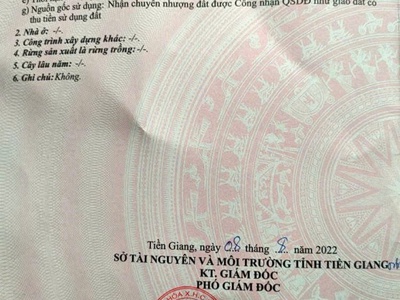 g) Nguồn gốc sử dụng: Nhận chuyển nhượng đất được Công nhận QSDĐ như giao đất có
thu tiền sử dụng đất
2. Nhà ở: -/-.
3. Công trình xây dựng khác: -/-.
4. Rừng sản xuất là rừng trồng: -/-.
5. Cây lâu năm: -/-.
6. Ghi chú: Không.
Tiền Giang, ngày 08 tháng 8 năm 2022
SỞ TÀI NGUYÊN VÀ MÔI TRƯỜNG TỈNH TIỀN GIANG
KT. GIÁM ĐỐC
PHÓ GIÁM ĐỐC